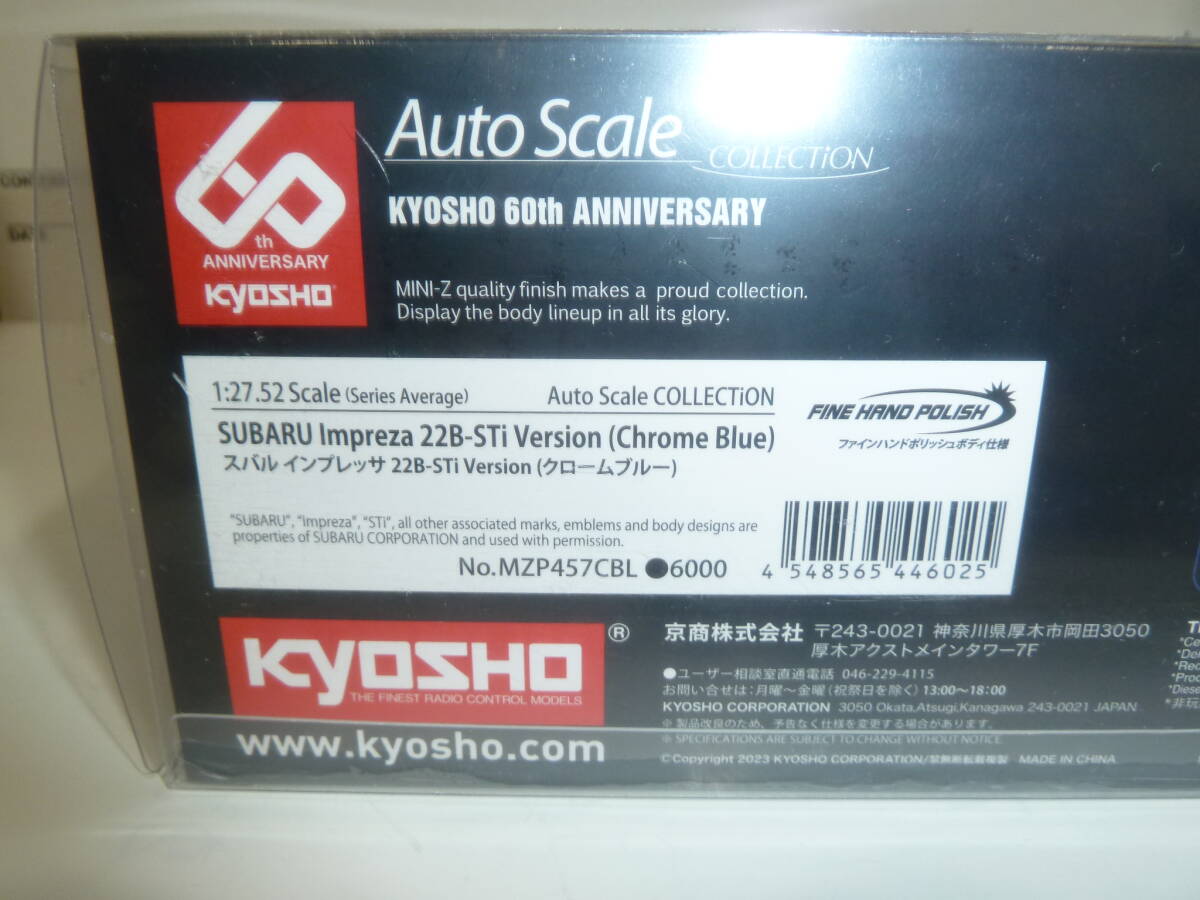 60
th
ANNIVERSARY
KYOSHO
Auto Scale COLLECTiON
KYOSHO 60th ANNIVERSARY
MINI-Z quality finish makes a proud collection.
Display the body lineup in all its glory.
1:27.52 Scale (Series Average) Auto Scale COLLECTiON
SUBARU Impreza 22B-STi Version (Chrome Blue)
スバル インプレッサ 22B-STi Version (クロームブルー)
FINE HAND POLISH
ファインハンドポリッシュボディ仕様
"SUBARU", "Impreza", "STi", all other associated marks, emblems and body designs are
properties of SUBARU CORPORATION and used with permission.
No.MZP457CBL ●6000
4 548565 446025
KYOSHO ®
THE FINEST RADIO CONTROL MODELS
www.kyosho.com
京商株式会社 〒243-0021 神奈川県厚木市岡田3050
厚木アクストメインタワー7F
●ユーザー相談室直通電話 046-229-4115
お問い合せは:月曜〜金曜(祝祭日を除く)13:00〜18:00
KYOSHO CORPORATION 3050 Okata,Atsugi,Kanagawa 243-0021 JAPAN
※ 製品改良のため、予告なく仕様を変更する場合があります。
※ SPECIFICATIONS ARE SUBJECT TO CHANGE WITHOUT NOTICE.
©Copyright 2023 KYOSHO CORPORATION/禁無断転載複製 MADE IN CHINA